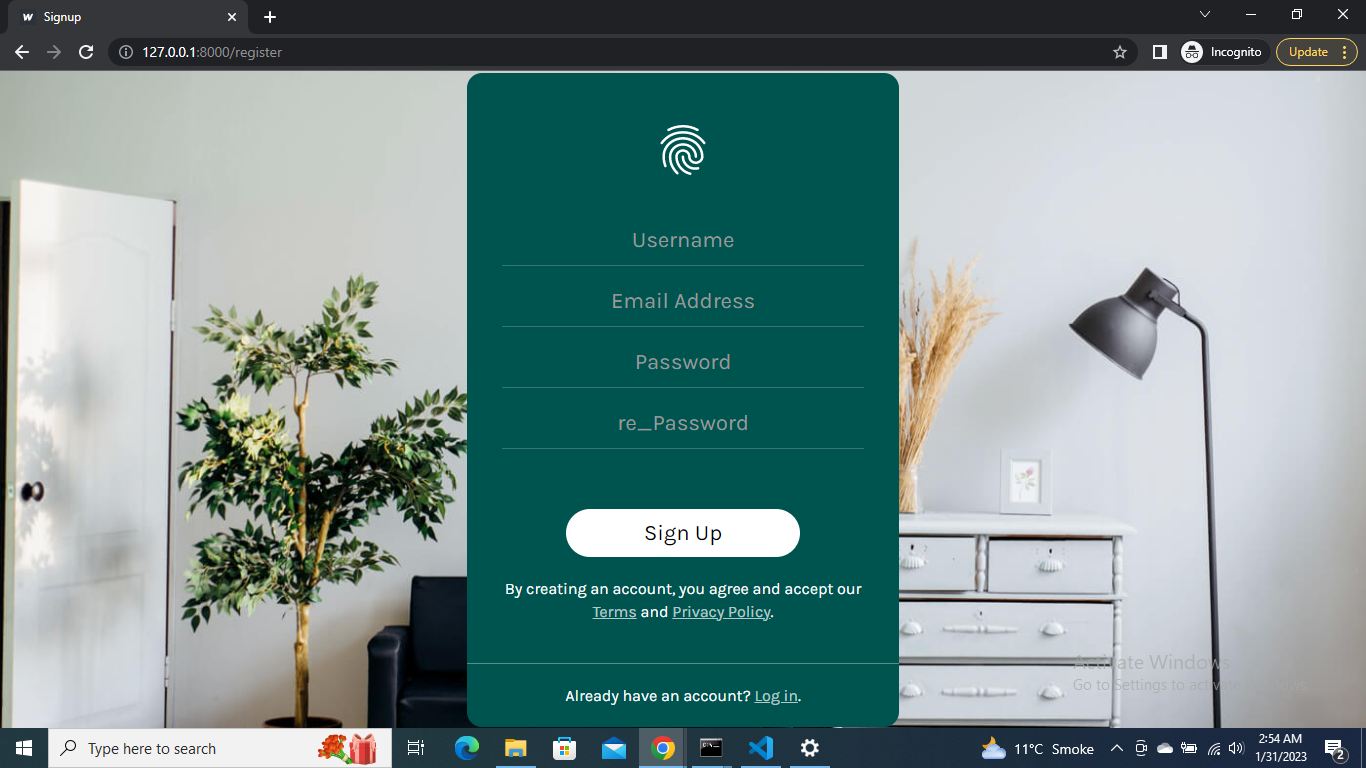 Signup
127.0.0.1:8000/register
Incognito
Update
Username
Email Address
Password
re_Password
Sign Up
By creating an account, you agree and accept our
Terms and Privacy Policy.
Already have an account? Log in.
Activate Windows
Go to Settings to activate Windows.
Type here to search
11°C Smoke
2:54 AM
1/31/2023
2